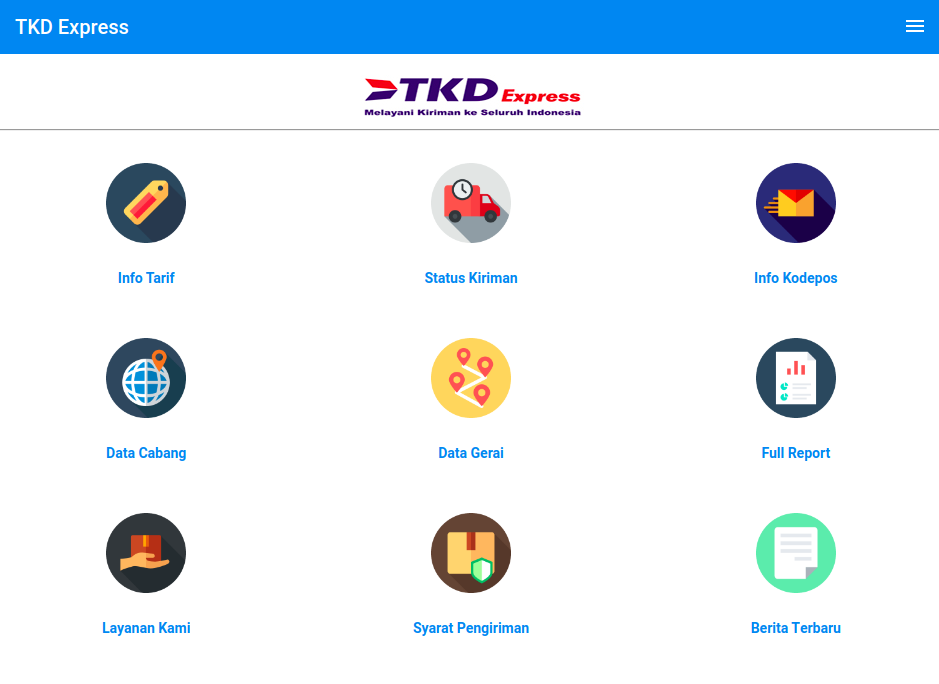 TKD Express
TKD Express
Melayani Kiriman ke Seluruh Indonesia
Info Tarif
Status Kiriman
Info Kodepos
Data Cabang
Data Gerai
Full Report
Layanan Kami
Syarat Pengiriman
Berita Terbaru